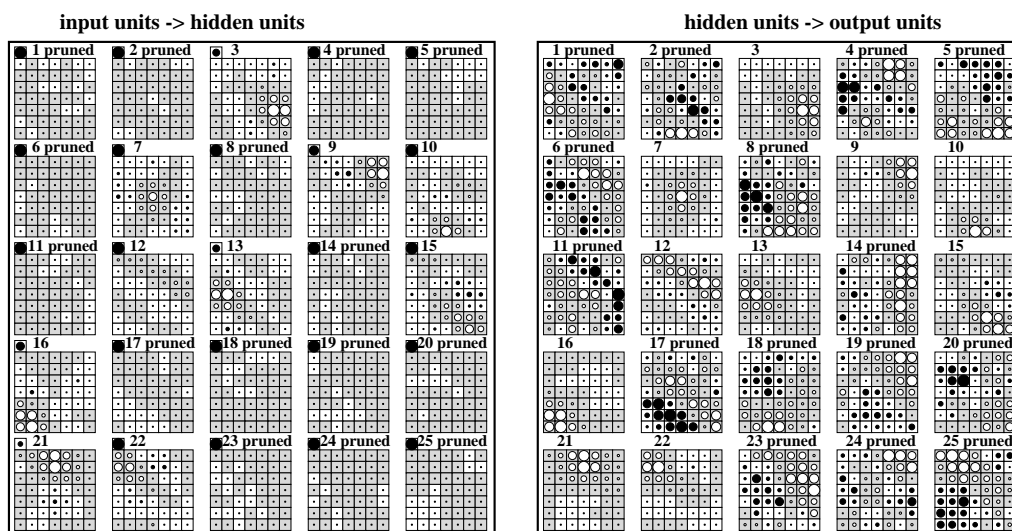 input units -> hidden units
hidden units -> output units
1 pruned 2 pruned 3 4 pruned 5 pruned
6 pruned 7 8 pruned 9 10
11 pruned 12 13 14 pruned 15
16 17 pruned 18 pruned 19 pruned 20 pruned
21 22 23 pruned 24 pruned 25 pruned
1 pruned 2 pruned 3 4 pruned 5 pruned
6 pruned 7 8 pruned 9 10
11 pruned 12 13 14 pruned 15
16 17 pruned 18 pruned 19 pruned 20 pruned
21 22 23 pruned 24 pruned 25 pruned